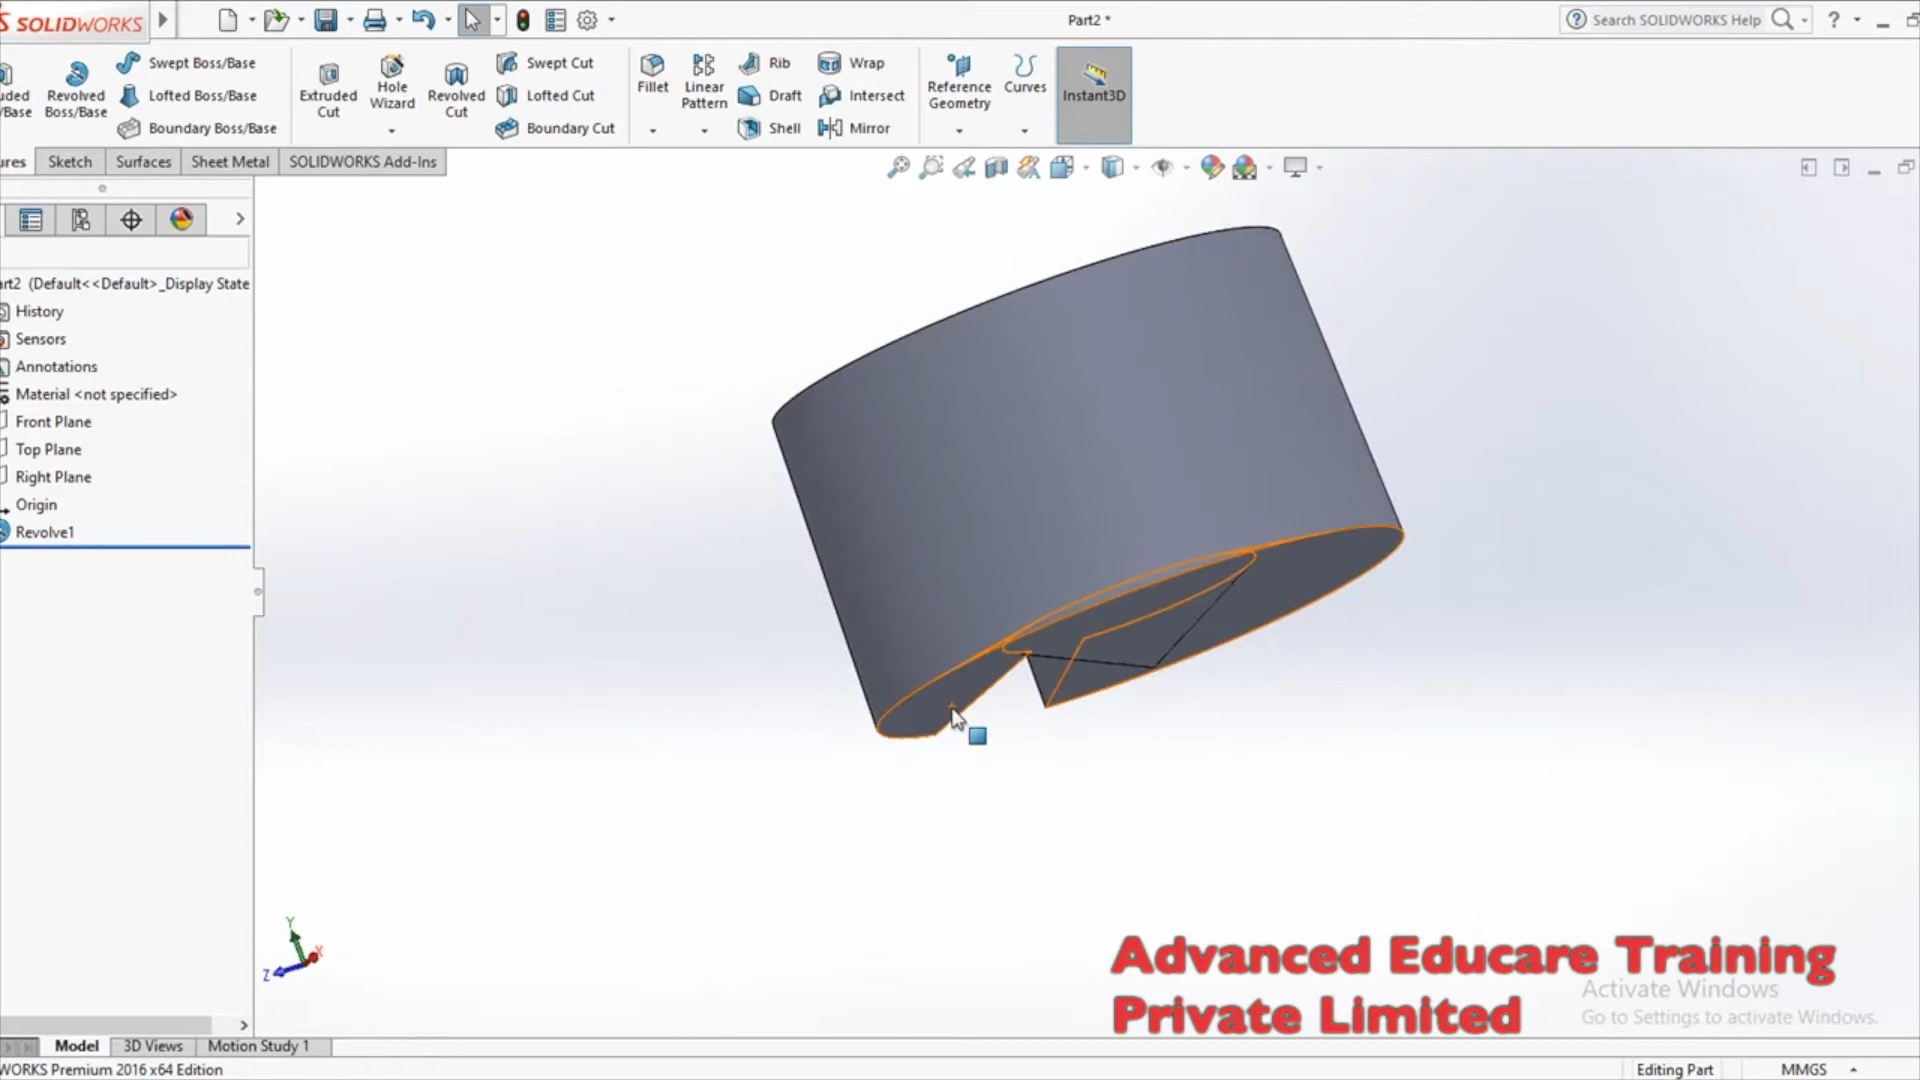 SOLIDWORKS
Part2 *
Search SOLIDWORKS Help
?
uded
/Base
Revolved
Boss/Base
Swept Boss/Base
Lofted Boss/Base
Boundary Boss/Base
Extruded
Cut
Hole
Wizard
Revolved
Cut
Swept Cut
Lofted Cut
Boundary Cut
Fillet
Linear
Pattern
Rib
Draft
Shell
Wrap
Intersect
Mirror
Reference
Geometry
Curves
Instant3D
ures
Sketch
Surfaces
Sheet Metal
SOLIDWORKS Add-Ins
art2 (Default<<Default>_Display State
History
Sensors
Annotations
Material <not specified>
Front Plane
Top Plane
Right Plane
Origin
Revolve1
Y
X
Z
Advanced Educare Training
Private Limited
Activate Windows
Go to Settings to activate Windows.
Model
3D Views
Motion Study 1
WORKS Premium 2016 x64 Edition
Editing Part
MMGS